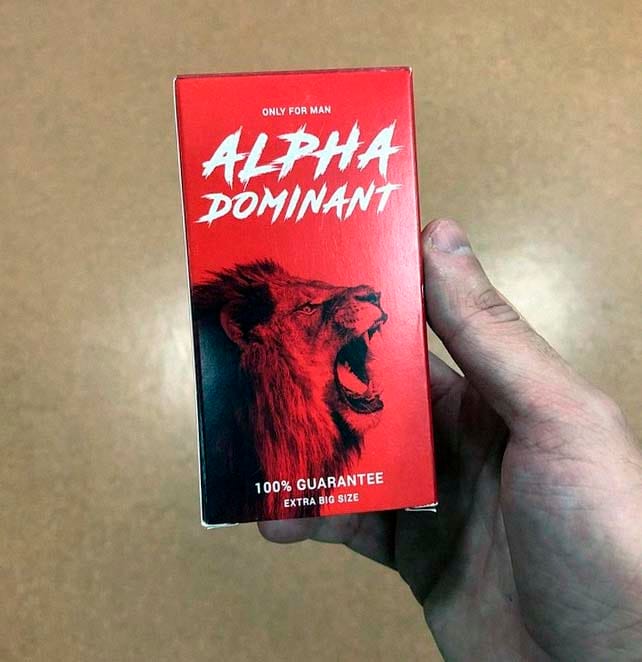 ONLY FOR MAN
ALPHA
DOMINANT
100% GUARANTEE
EXTRA BIG SIZE